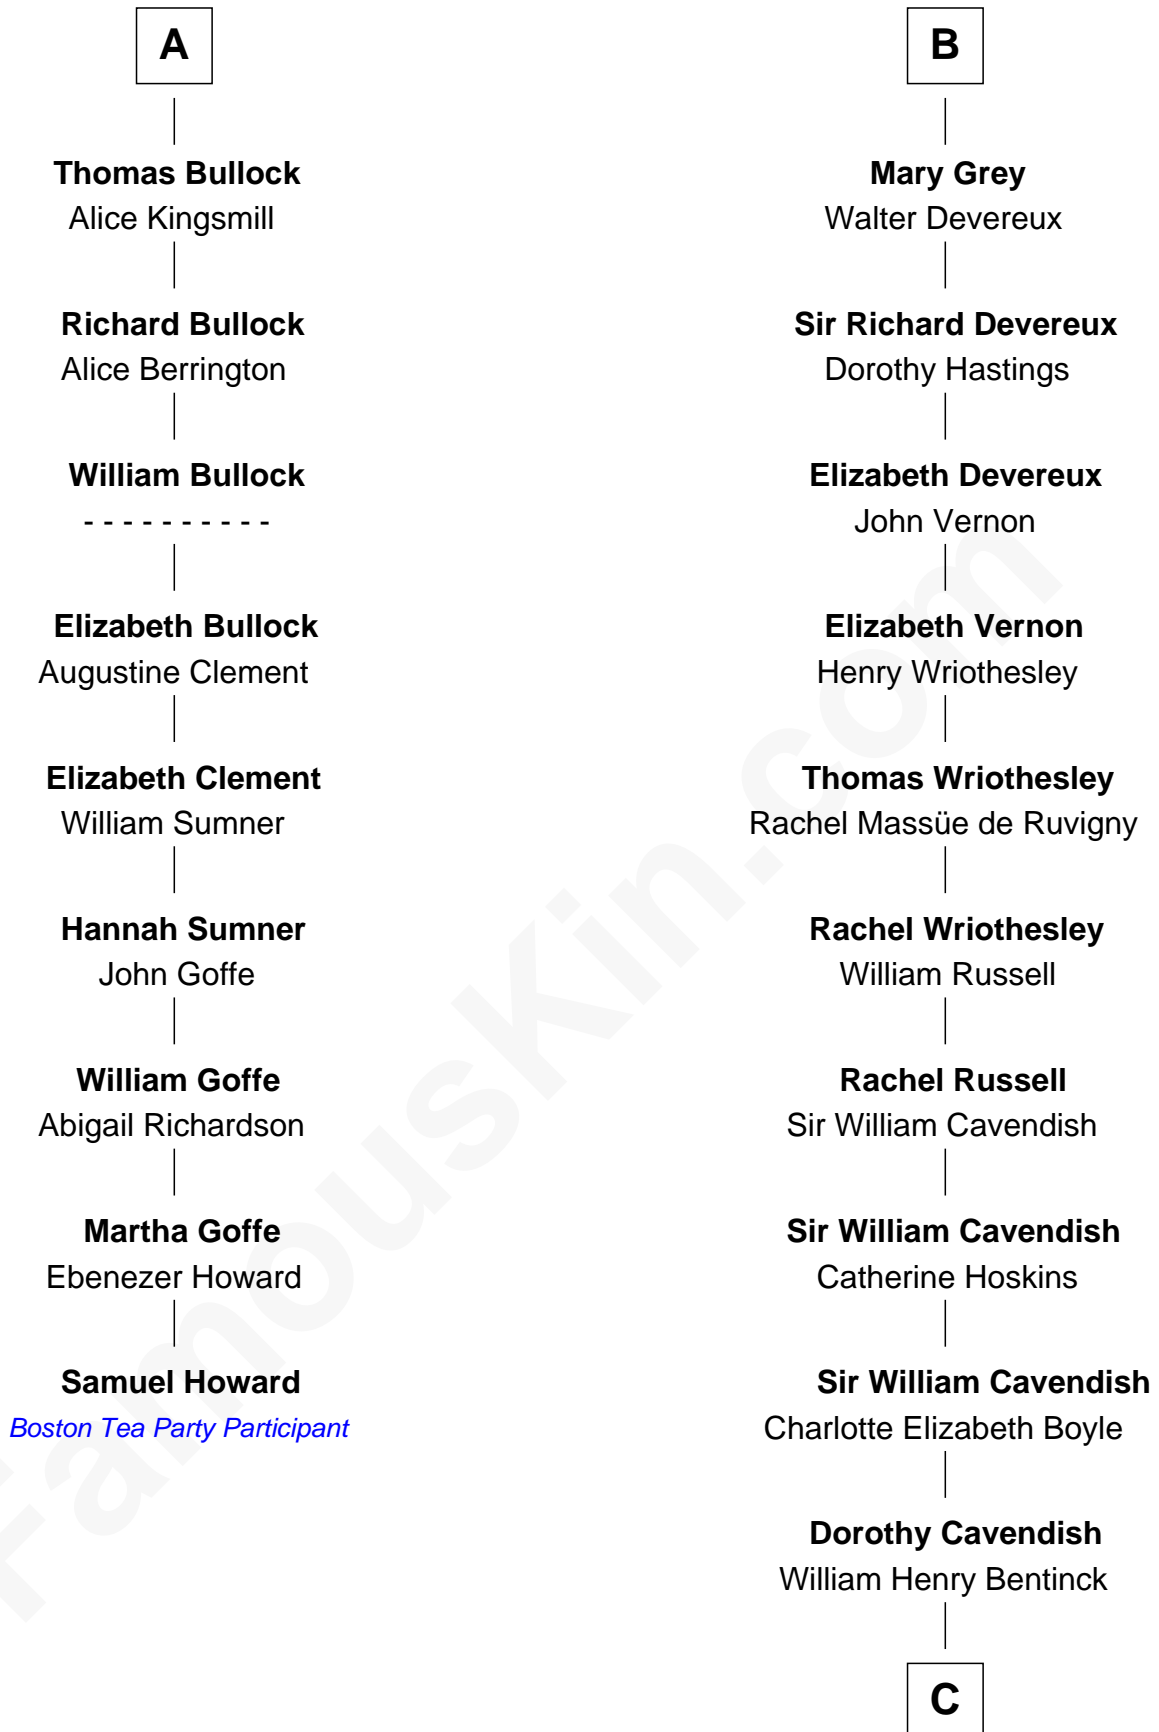 A
Thomas Bullock
Alice Kingsmill
Richard Bullock
Alice Berrington
William Bullock
- - - - - - - - - -
Elizabeth Bullock
Augustine Clement
Elizabeth Clement
William Sumner
Hannah Sumner
John Goffe
William Goffe
Abigail Richardson
Martha Goffe
Ebenezer Howard
Samuel Howard
Boston Tea Party Participant
B
Mary Grey
Walter Devereux
Sir Richard Devereux
Dorothy Hastings
Elizabeth Devereux
John Vernon
Elizabeth Vernon
Henry Wriothesley
Thomas Wriothesley
Rachel Massüe de Ruvigny
Rachel Wriothesley
William Russell
Rachel Russell
Sir William Cavendish
Sir William Cavendish
Catherine Hoskins
Sir William Cavendish
Charlotte Elizabeth Boyle
Dorothy Cavendish
William Henry Bentinck
C
FamousKin.com